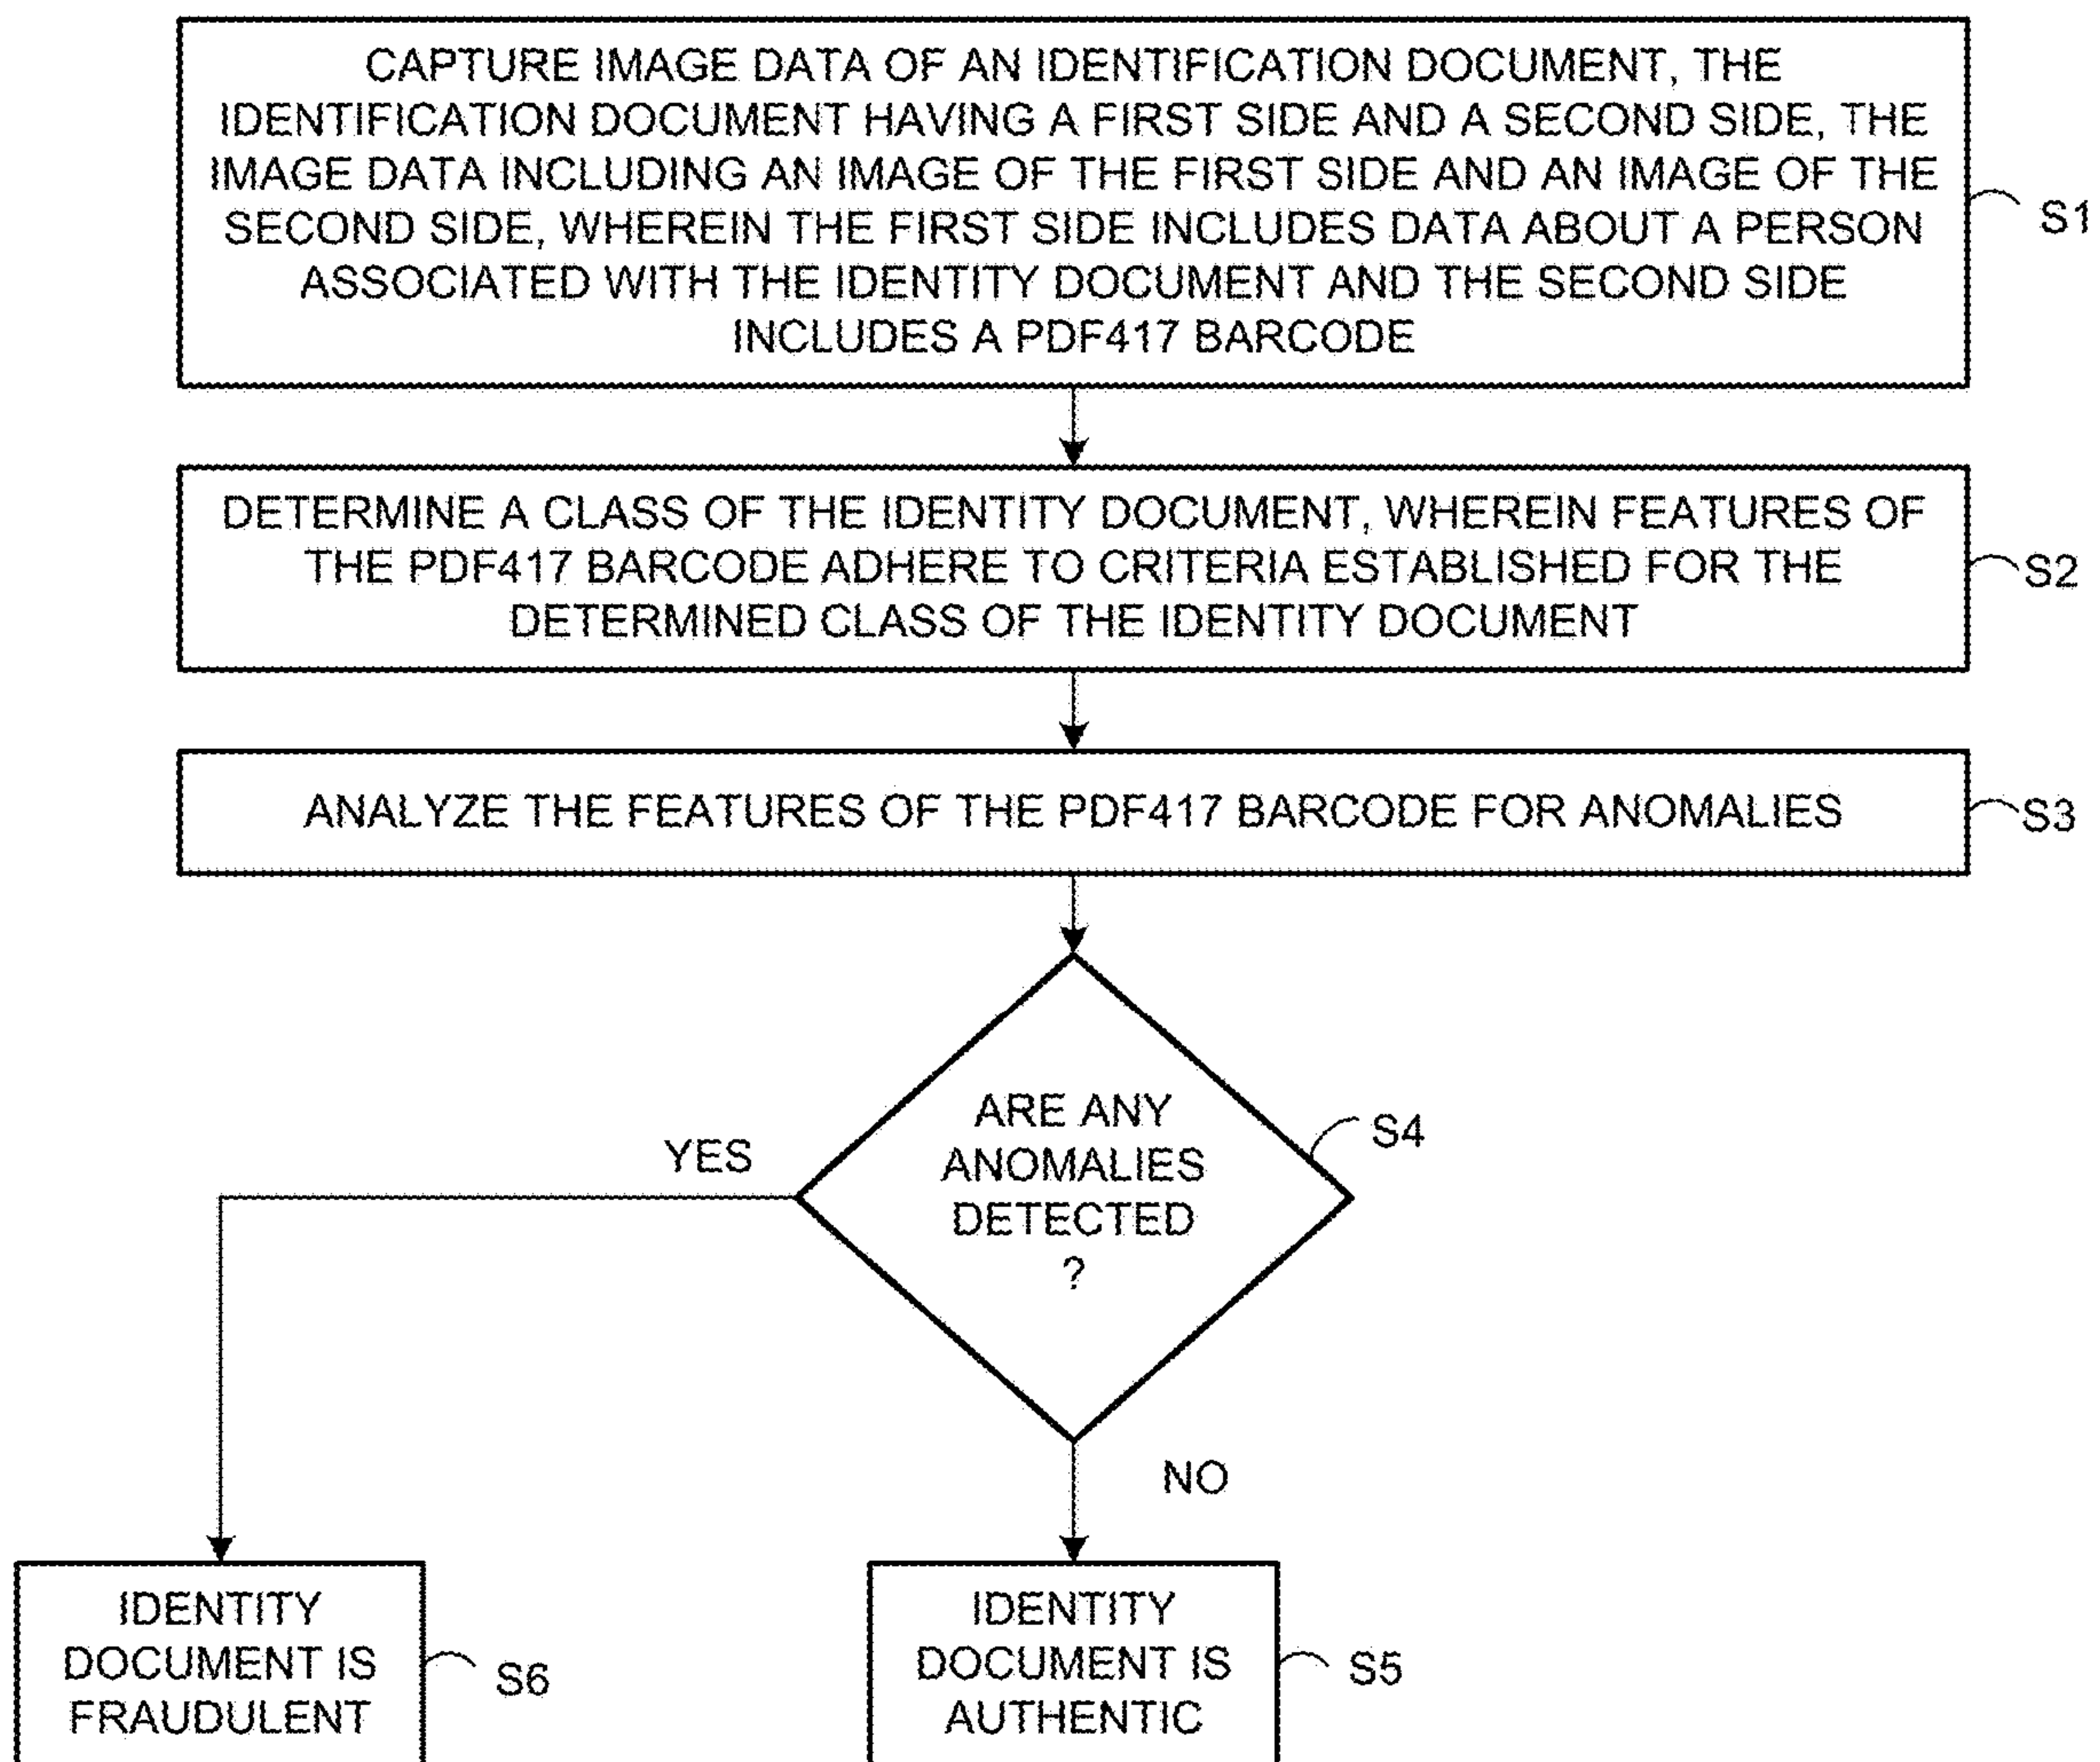 CAPTURE IMAGE DATA OF AN IDENTIFICATION DOCUMENT, THE
IDENTIFICATION DOCUMENT HAVING A FIRST SIDE AND A SECOND SIDE, THE
IMAGE DATA INCLUDING AN IMAGE OF THE FIRST SIDE AND AN IMAGE OF THE
SECOND SIDE, WHEREIN THE FIRST SIDE INCLUDES DATA ABOUT A PERSON
ASSOCIATED WITH THE IDENTITY DOCUMENT AND THE SECOND SIDE
INCLUDES A PDF417 BARCODE
S1
DETERMINE A CLASS OF THE IDENTITY DOCUMENT, WHEREIN FEATURES OF
THE PDF417 BARCODE ADHERE TO CRITERIA ESTABLISHED FOR THE
DETERMINED CLASS OF THE IDENTITY DOCUMENT
S2
ANALYZE THE FEATURES OF THE PDF417 BARCODE FOR ANOMALIES
S3
ARE ANY
ANOMALIES
DETECTED
?
S4
YES
NO
IDENTITY
DOCUMENT IS
FRAUDULENT
S6
IDENTITY
DOCUMENT IS
AUTHENTIC
S5